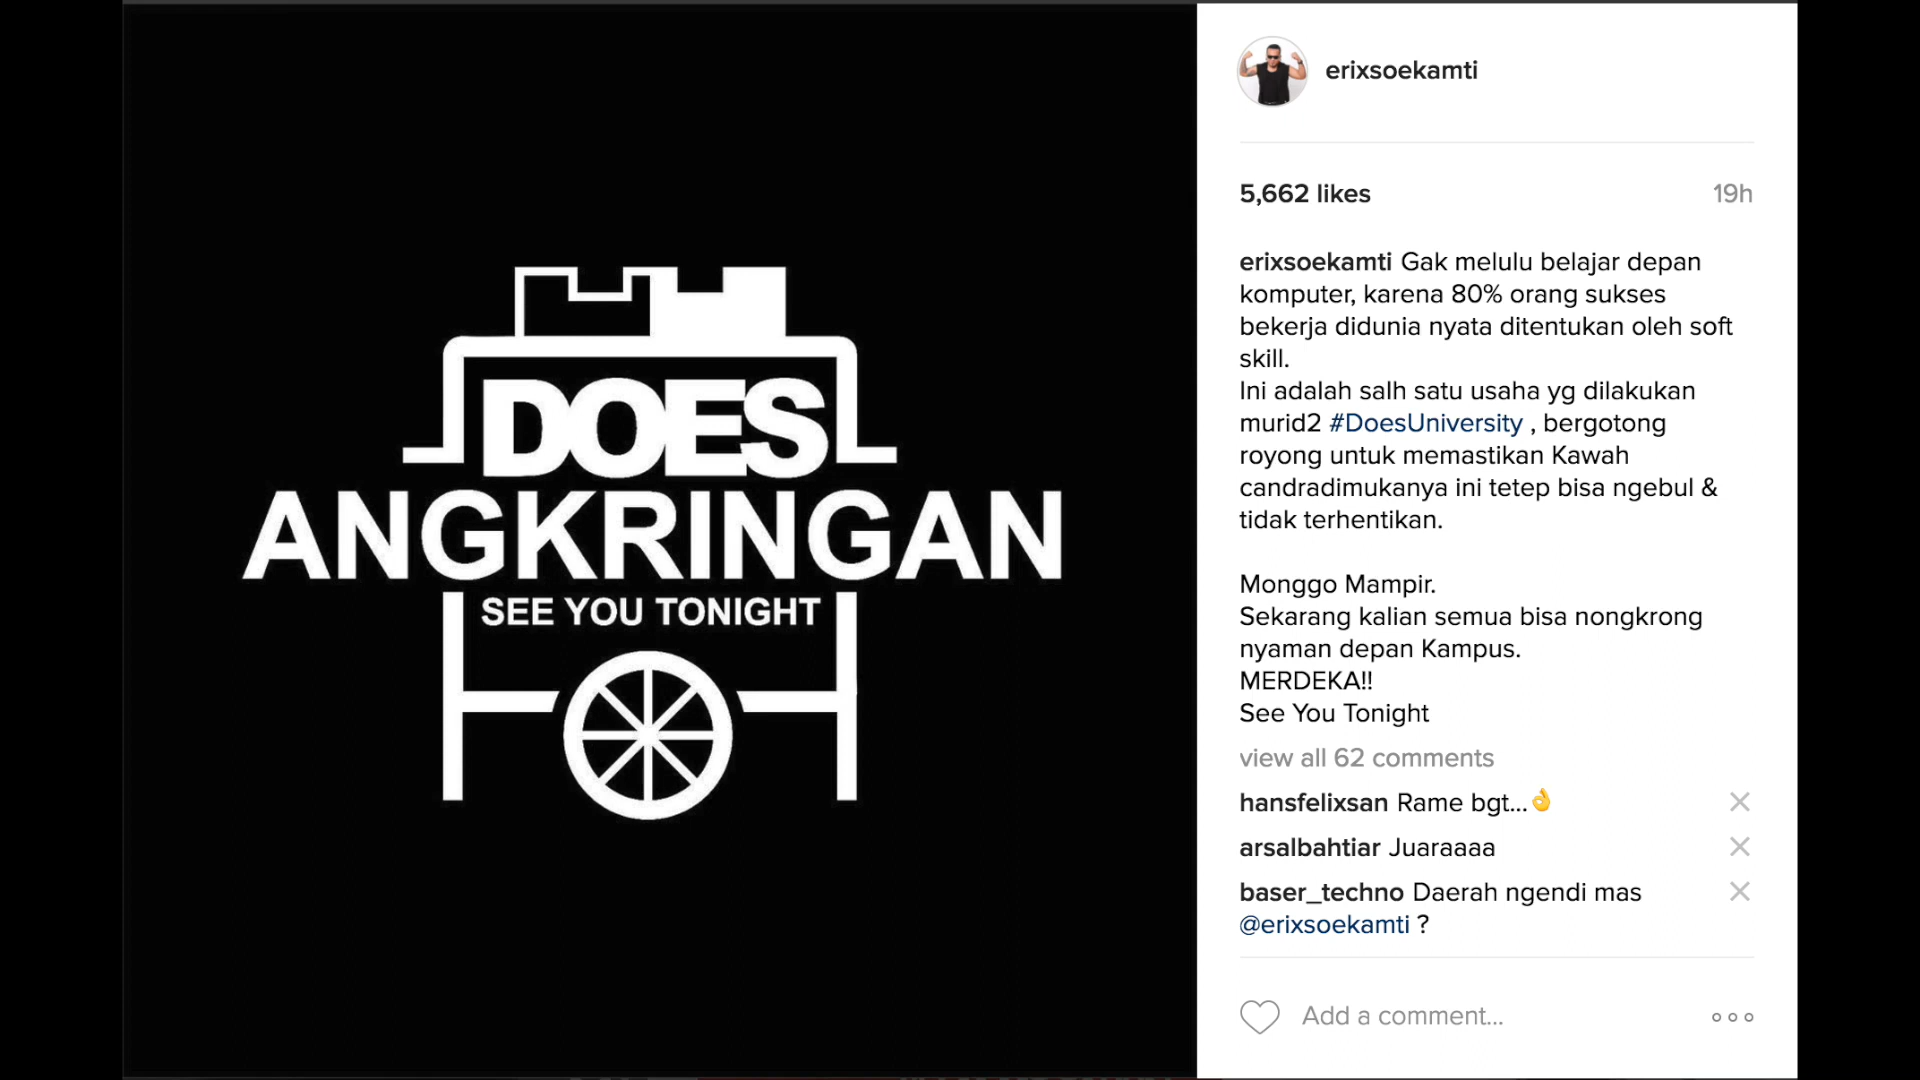 DOES
ANGKRINGAN
SEE YOU TONIGHT
erixsoekamti
5,662 likes
19h
erixsoekamti Gak melulu belajar depan
komputer, karena 80% orang sukses
bekerja didunia nyata ditentukan oleh soft
skill.
Ini adalah salh satu usaha yg dilakukan
murid2 #DoesUniversity , bergotong
royong untuk memastikan Kawah
candradimukanya ini tetep bisa ngebul &
tidak terhentikan.
Monggo Mampir.
Sekarang kalian semua bisa nongkrong
nyaman depan Kampus.
MERDEKA!!
See You Tonight
view all 62 comments
hansfelixsan Rame bgt...👌
arsalbahtiar Juaraaaa
baser_techno Daerah ngendi mas
@erixsoekamti ?
Add a comment...